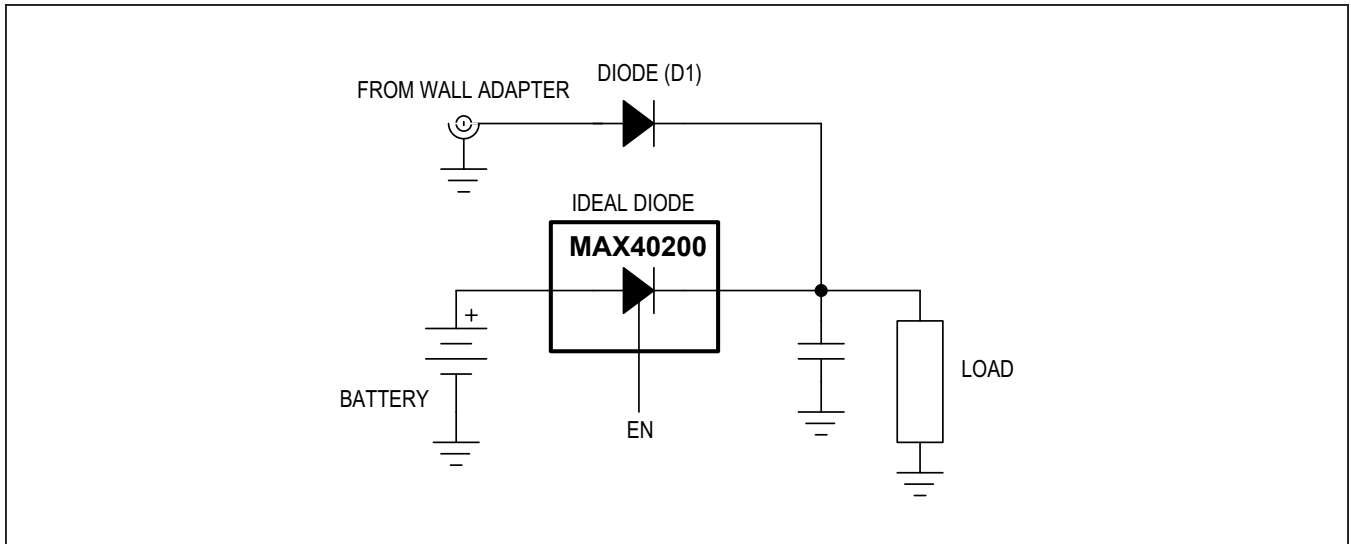 DIODE (D1)
FROM WALL ADAPTER
IDEAL DIODE
MAX40200
+
BATTERY
EN
LOAD